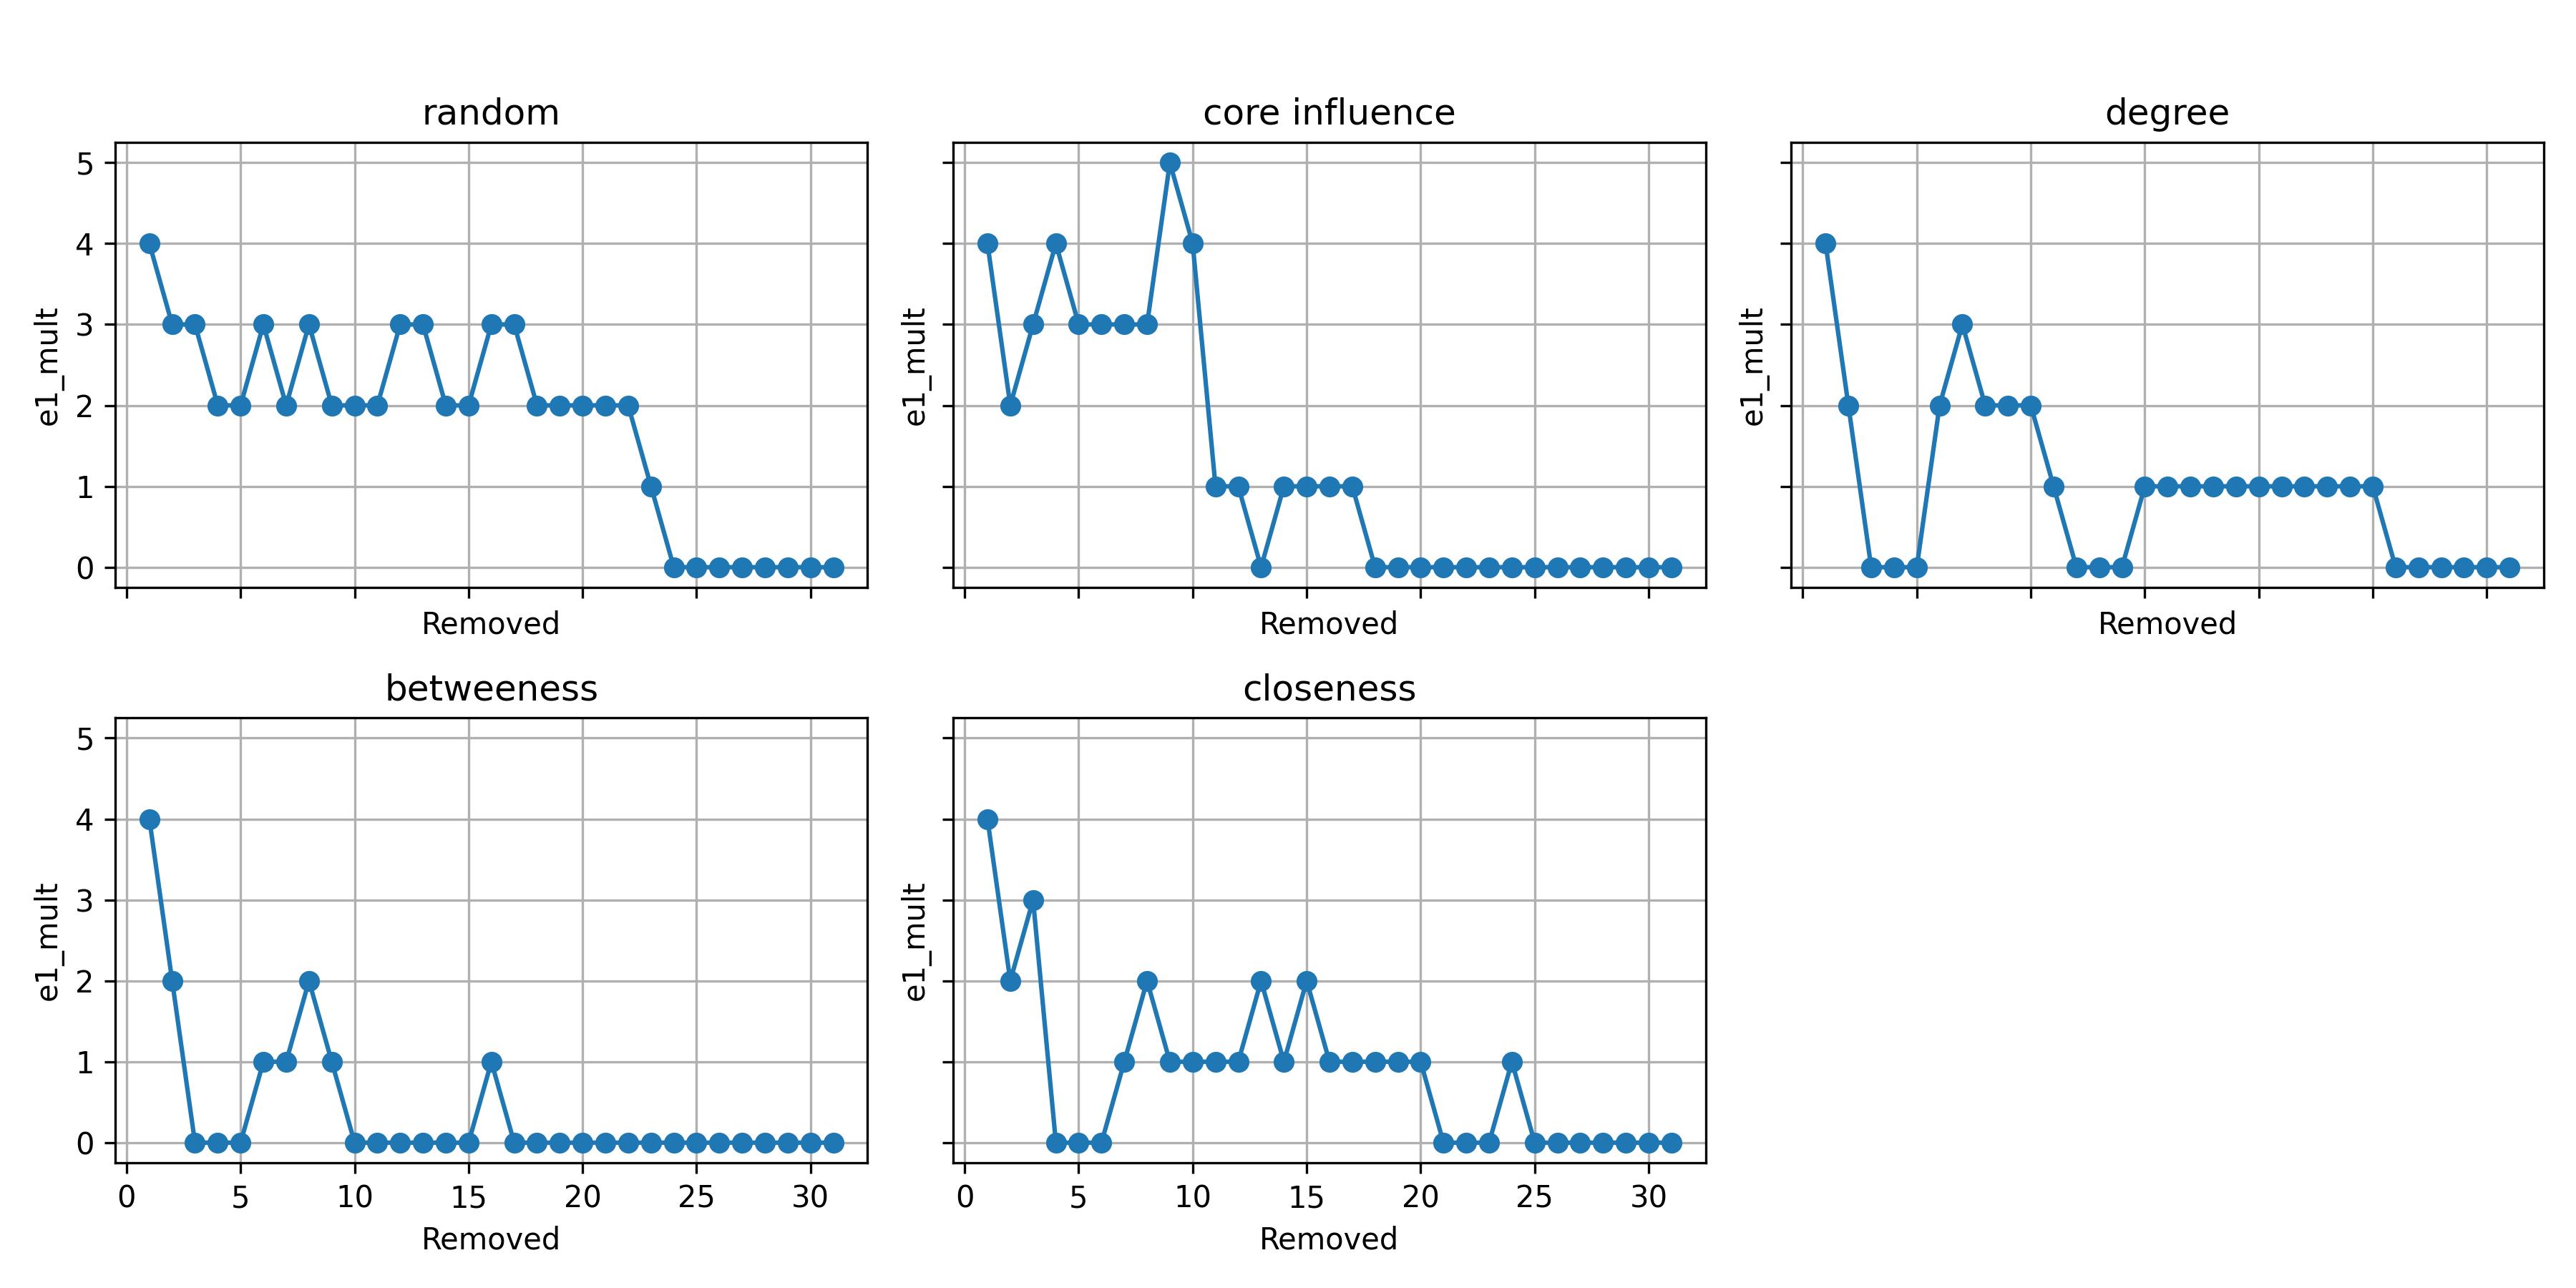 random
core influence
degree
5
4
3
2
1
0
e1_mult
e1_mult
e1_mult
Removed
Removed
Removed
betweeness
closeness
5
4
3
2
1
0
e1_mult
e1_mult
0 5 10 15 20 25 30
0 5 10 15 20 25 30
Removed
Removed